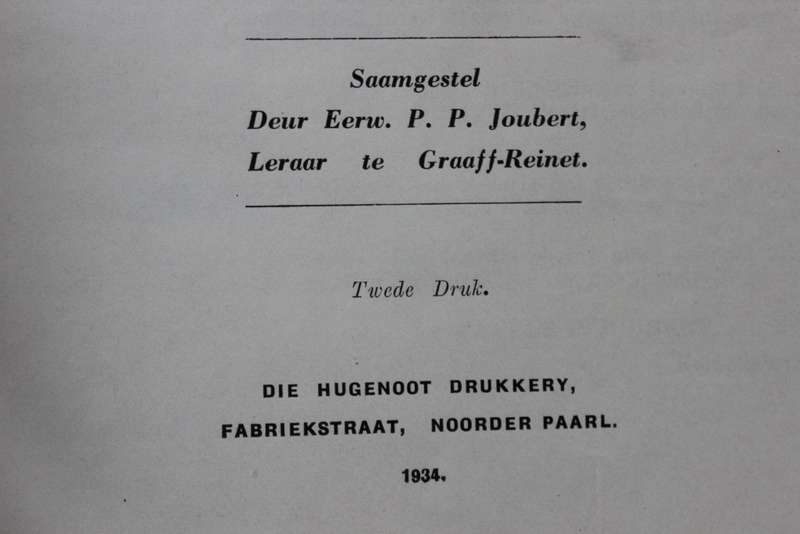 Saamgestel
Deur Eerw. P. P. Joubert,
Leraar te Graaff-Reinet.
Twede Druk.
DIE HUGENOOT DRUKKERY,
FABRIEKSTRAAT, NOORDER PAARL.
1934.